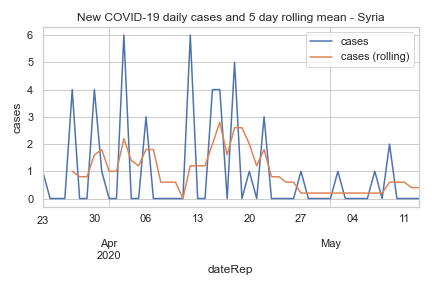 New COVID-19 daily cases and 5 day rolling mean - Syria
cases
cases (rolling)
cases
6
5
4
3
2
1
0
23 30 06 13 20 27 04 11
Apr May
2020
dateRep